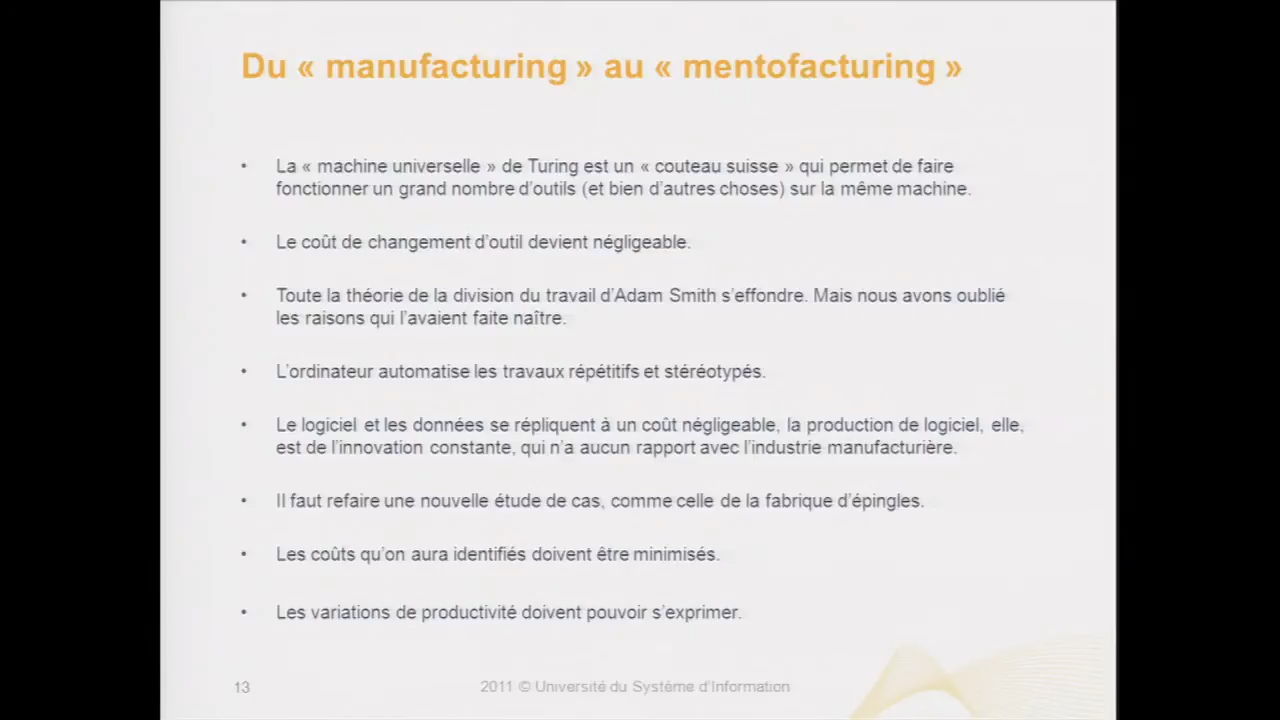 Du « manufacturing » au « mentofacturing »
• La « machine universelle » de Turing est un « couteau suisse » qui permet de faire
fonctionner un grand nombre d'outils (et bien d'autres choses) sur la même machine.
• Le coût de changement d'outil devient négligeable.
• Toute la théorie de la division du travail d'Adam Smith s'effondre. Mais nous avons oublié
les raisons qui l'avaient faite naître.
• L'ordinateur automatise les travaux répétitifs et stéréotypés.
• Le logiciel et les données se répliquent à un coût négligeable, la production de logiciel, elle,
est de l'innovation constante, qui n'a aucun rapport avec l'industrie manufacturière.
• Il faut refaire une nouvelle étude de cas, comme celle de la fabrique d'épingles.
• Les coûts qu'on aura identifiés doivent être minimisés.
• Les variations de productivité doivent pouvoir s'exprimer.
13 2011 © Université du Système d'Information